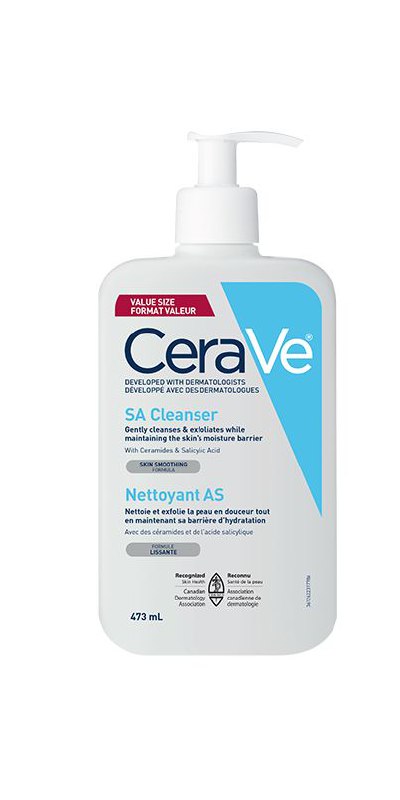 VALUE SIZE
FORMAT VALEUR
CeraVe®
DEVELOPED WITH DERMATOLOGISTS
DÉVELOPPÉ AVEC DES DERMATOLOGUES
SA Cleanser
Gently cleanses & exfoliates while
maintaining the skin's moisture barrier
With Ceramides & Salicylic Acid
SKIN SMOOTHING
FORMULA
Nettoyant AS
Nettoie et exfolie la peau en douceur tout
en maintenant sa barrière d'hydratation
Avec des céramides et de l'acide salicylique
FORMULE
LISSANTE
Recognized
Skin Health
Canadian
Dermatology
Association
Reconnu
Santé de la peau
Association
canadienne de
dermatologie
473 mL